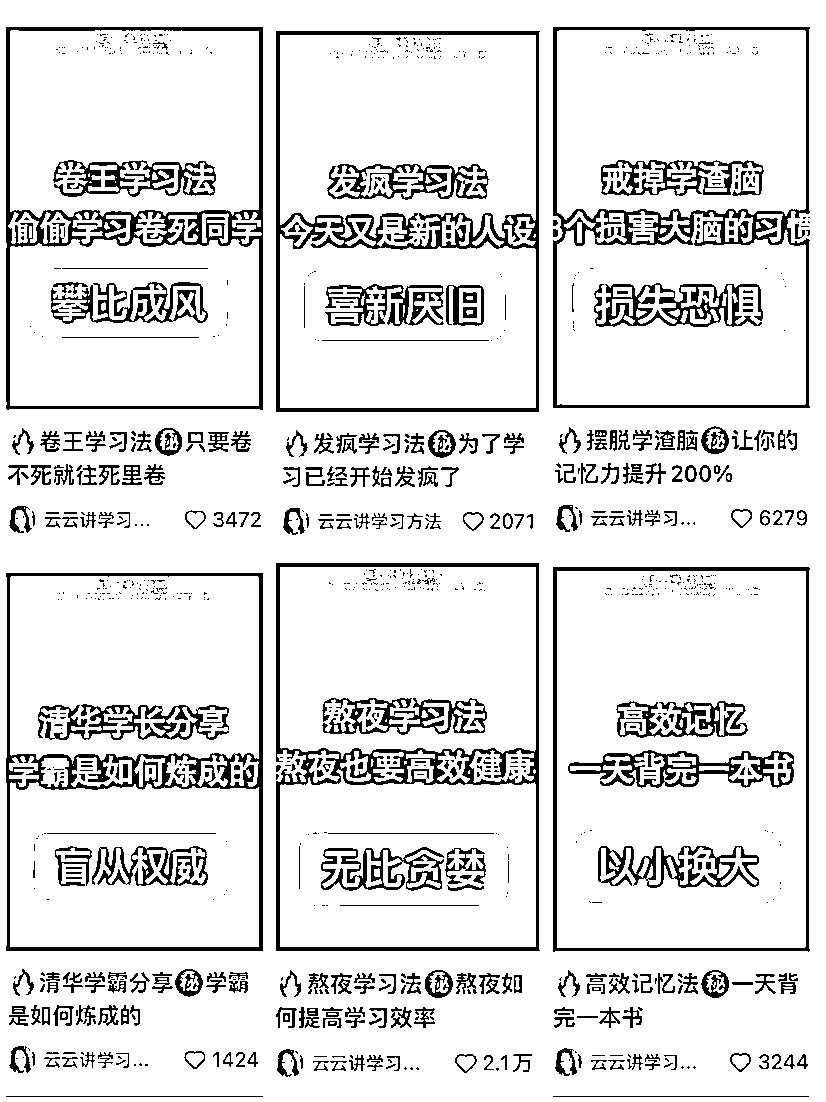 卷王学习法
偷偷学习卷死同学
攀比成风
卷王学习法㊙只要卷
不死就往死里卷
云云讲学习... 3472
发疯学习法
今天又是新的人设
喜新厌旧
发疯学习法㊙为了学
习已经开始发疯了
云云讲学习方法 2071
戒掉学渣脑
8个损害大脑的习惯
损失恐惧
摆脱学渣脑㊙让你的
记忆力提升200%
云云讲学习... 6279
清华学长分享
学霸是如何炼成的
盲从权威
清华学霸分享㊙学霸
是如何炼成的
云云讲学习... 1424
熬夜学习法
熬夜也要高效健康
无比贪婪
熬夜学习法㊙熬夜如
何提高学习效率
云云讲学习... 2.1万
高效记忆
一天背完一本书
以小换大
高效记忆法㊙一天背
完一本书
云云讲学习... 3244